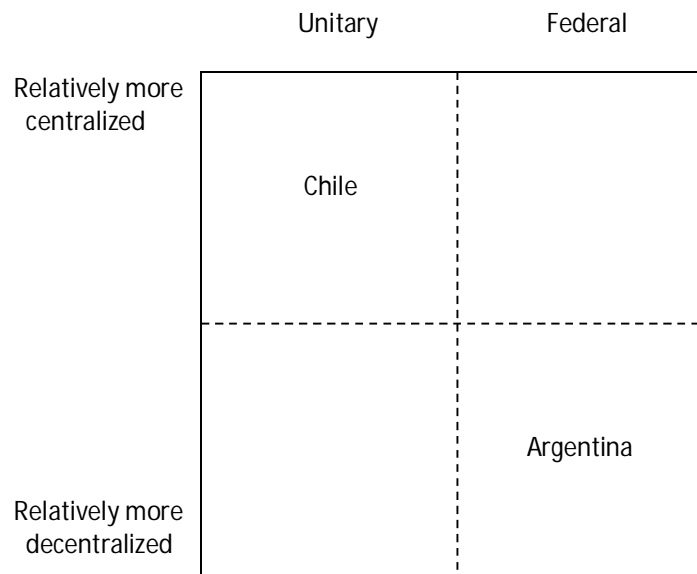 Unitary Federal
Relatively more
centralized
Chile
Argentina
Relatively more
decentralized